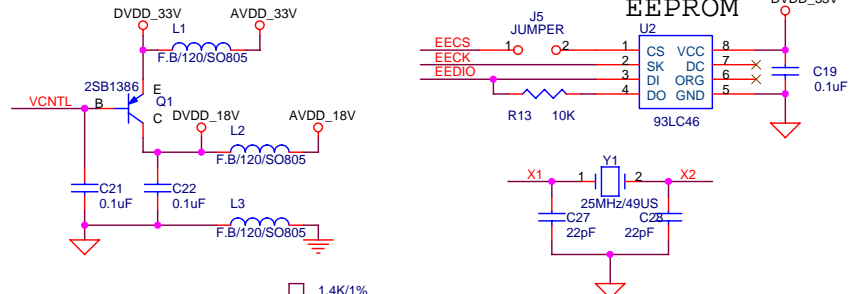 EEPROM
DVDD_33V
AVDD_33V
L1
F.B/120/SO805
2SB1386
E
Q1
VCNTL
B
C
DVDD_18V
AVDD_18V
L2
F.B/120/SO805
C21
0.1uF
C22
0.1uF
L3
F.B/120/SO805
1.4K/1%
J5
JUMPER
U2
EECS
1
2
1
CS
VCC
8
EECK
2
SK
DC
7
EEDIO
3
DI
ORG
6
4
DO
GND
5
R13
10K
93LC46
C19
0.1uF
Y1
X1
1
2
X2
25MHz/49US
C27
22pF
C28
22pF